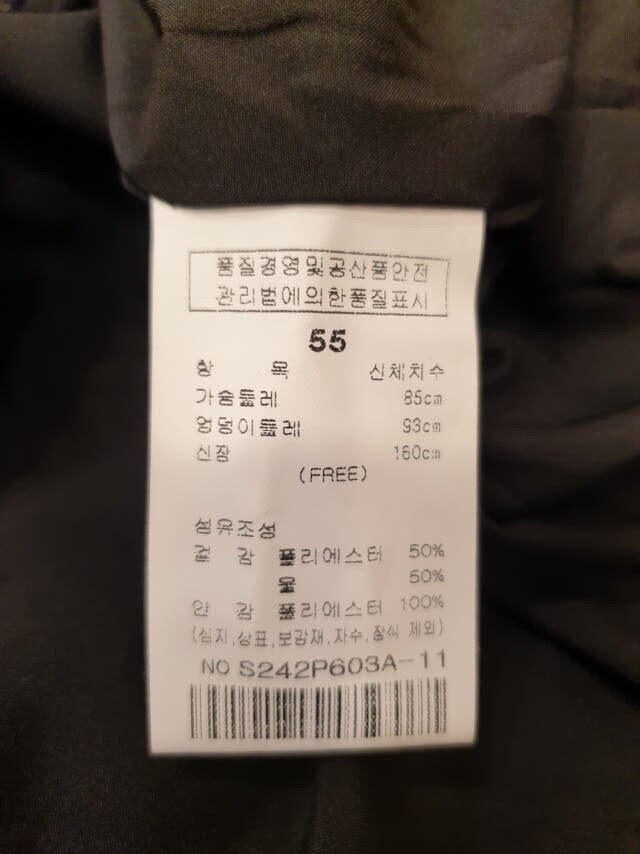 품질경영및공산품안전
관리법에의한품질표시
55
항 목 신체치수
가슴둘레 85cm
엉덩이둘레 93cm
신장 160cm
(FREE)
섬유조성
겉 감 폴리에스터 50%
울 50%
안 감 폴리에스터 100%
(심지,상표,보강재,자수,장식 제외)
NO S242P603A-11